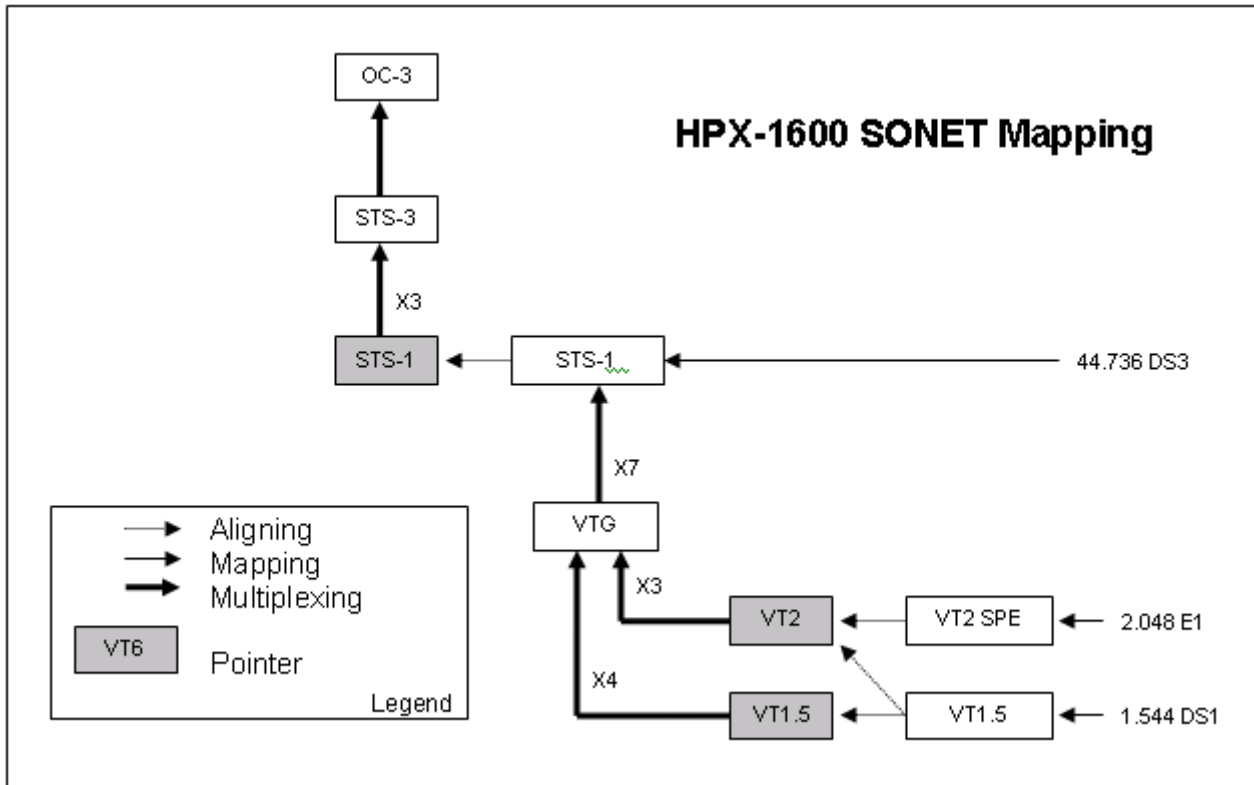 OC-3
HPX-1600 SONET Mapping
STS-3
X3
STS-1
STS-1
44.736 DS3
X7
VTG
Aligning
Mapping
Multiplexing
VT6
Pointer
Legend
X3
VT2
VT2 SPE
2.048 E1
X4
VT1.5
VT1.5
1.544 DS1